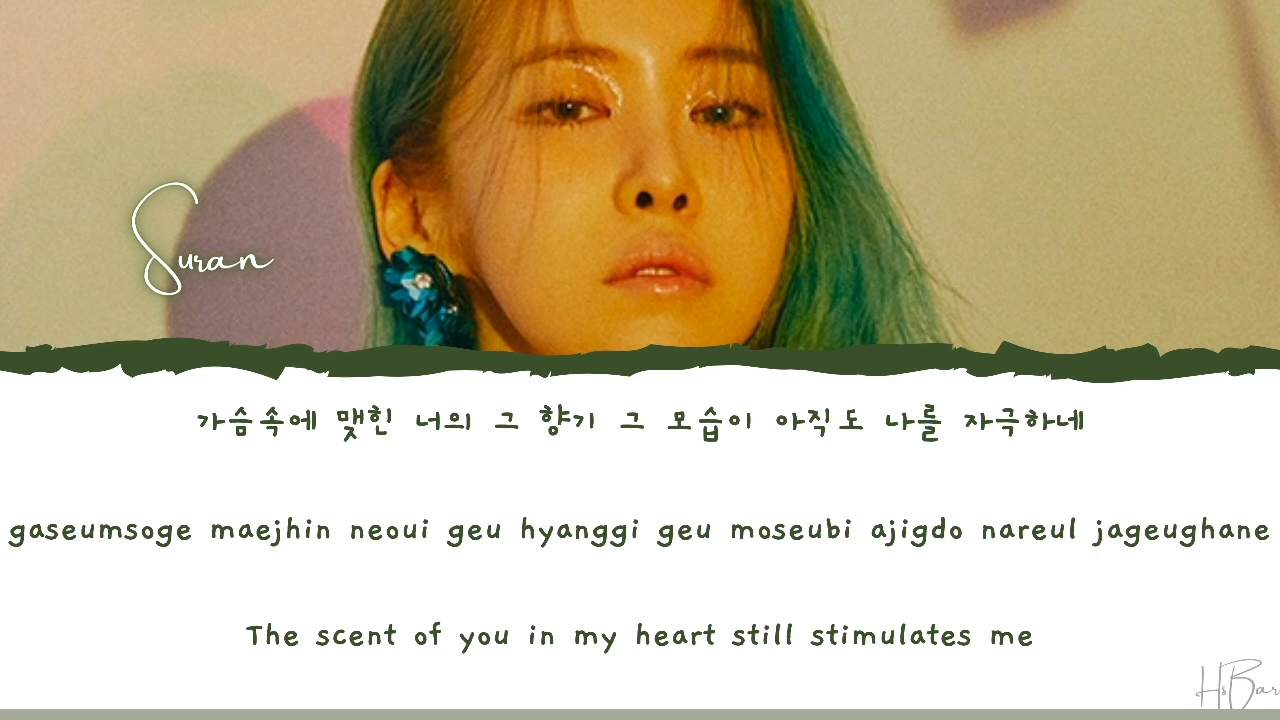 Suran
가슴속에 맺힌 너의 그 향기 그 모습이 아직도 나를 자극하네
gaseumsoge maejhin neoui geu hyanggi geu moseubi ajigdo nareul jageughane
The scent of you in my heart still stimulates me
HsBar